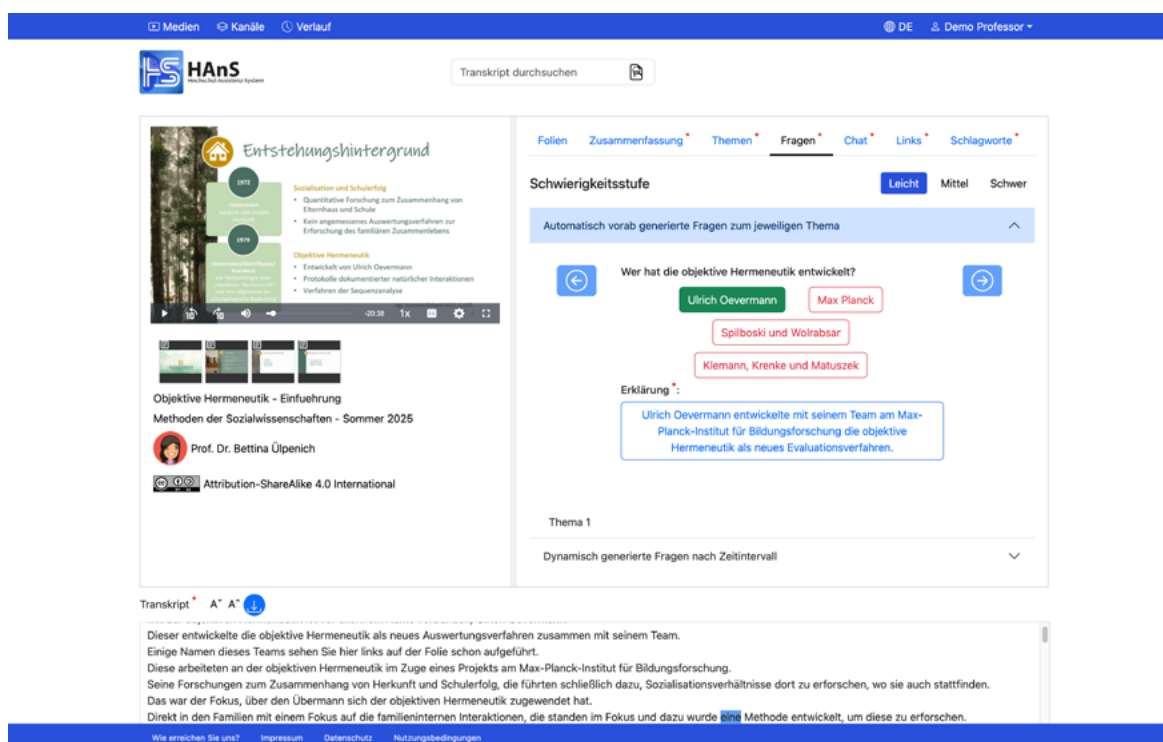 Medien Kanäle Verlauf DE Demo Professor
HAnS
Hochschul-Assistenz-System
Transkript durchsuchen
Entstehungshintergrund
1972
Sozialisation und Schulerfolg
• Quantitative Forschung zum Zusammenhang von
Elternhaus und Schule
• Kein angemessenes Auswertungsverfahren zur
Erforschung des familiären Zusammenlebens
1979
Objektive Hermeneutik
• Entwickelt von Ulrich Oevermann
• Protokolle dokumentierter natürlicher Interaktionen
• Verfahren der Sequenzanalyse
10 10 -20:38 1x
Objektive Hermeneutik - Einfuehrung
Methoden der Sozialwissenschaften - Sommer 2025
Prof. Dr. Bettina Ülpenich
Attribution-ShareAlike 4.0 International
Folien Zusammenfassung* Themen* Fragen* Chat* Links* Schlagworte*
Schwierigkeitsstufe Leicht Mittel Schwer
Automatisch vorab generierte Fragen zum jeweiligen Thema
Wer hat die objektive Hermeneutik entwickelt?
Ulrich Oevermann Max Planck
Spilboski und Wolrabsar
Klemann, Krenke und Matuszek
Erklärung *:
Ulrich Oevermann entwickelte mit seinem Team am Max-
Planck-Institut für Bildungsforschung die objektive
Hermeneutik als neues Evaluationsverfahren.
Thema 1
Dynamisch generierte Fragen nach Zeitintervall
Transkript * Aˇ Aˆ
Dieser entwickelte die objektive Hermeneutik als neues Auswertungsverfahren zusammen mit seinem Team.
Einige Namen dieses Teams sehen Sie hier links auf der Folie schon aufgeführt.
Diese arbeiteten an der objektiven Hermeneutik im Zuge eines Projekts am Max-Planck-Institut für Bildungsforschung.
Seine Forschungen zum Zusammenhang von Herkunft und Schulerfolg, die führten schließlich dazu, Sozialisationsverhältnisse dort zu erforschen, wo sie auch stattfinden.
Das war der Fokus, über den Übermann sich der objektiven Hermeneutik zugewendet hat.
Direkt in den Familien mit einem Fokus auf die familieninternen Interaktionen, die standen im Fokus und dazu wurde eine Methode entwickelt, um diese zu erforschen.
Wie erreichen Sie uns? Impressum Datenschutz Nutzungsbedingungen